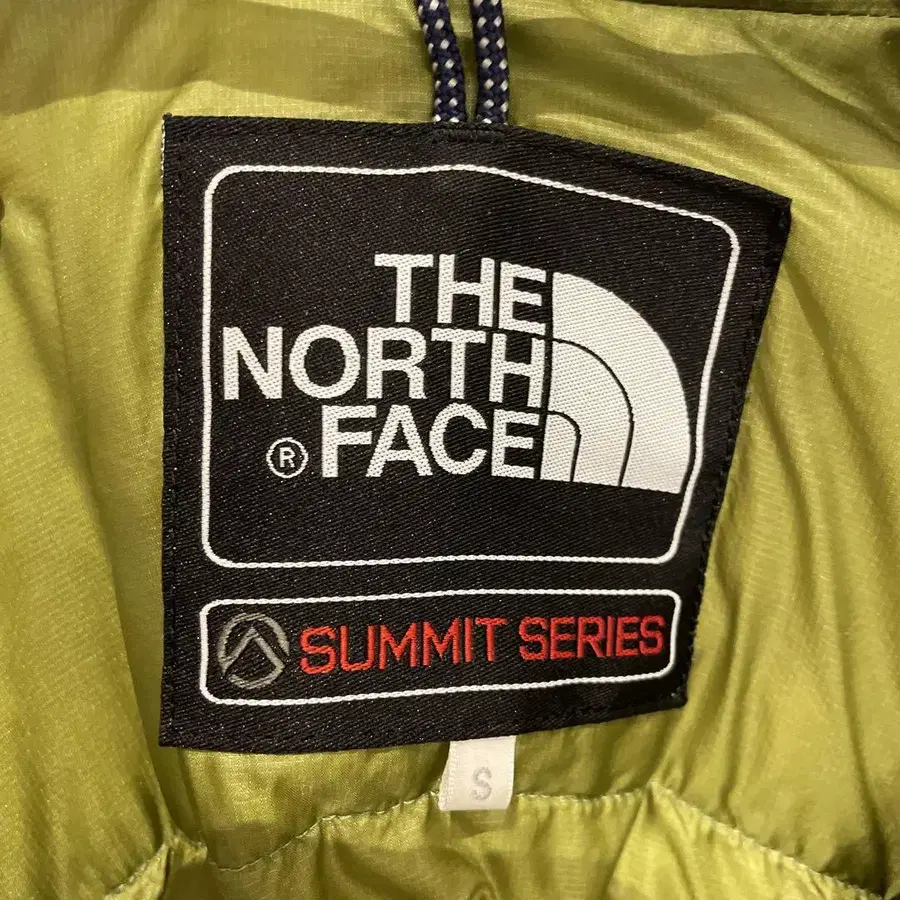 THE
NORTH
® FACE
SUMMIT SERIES
S